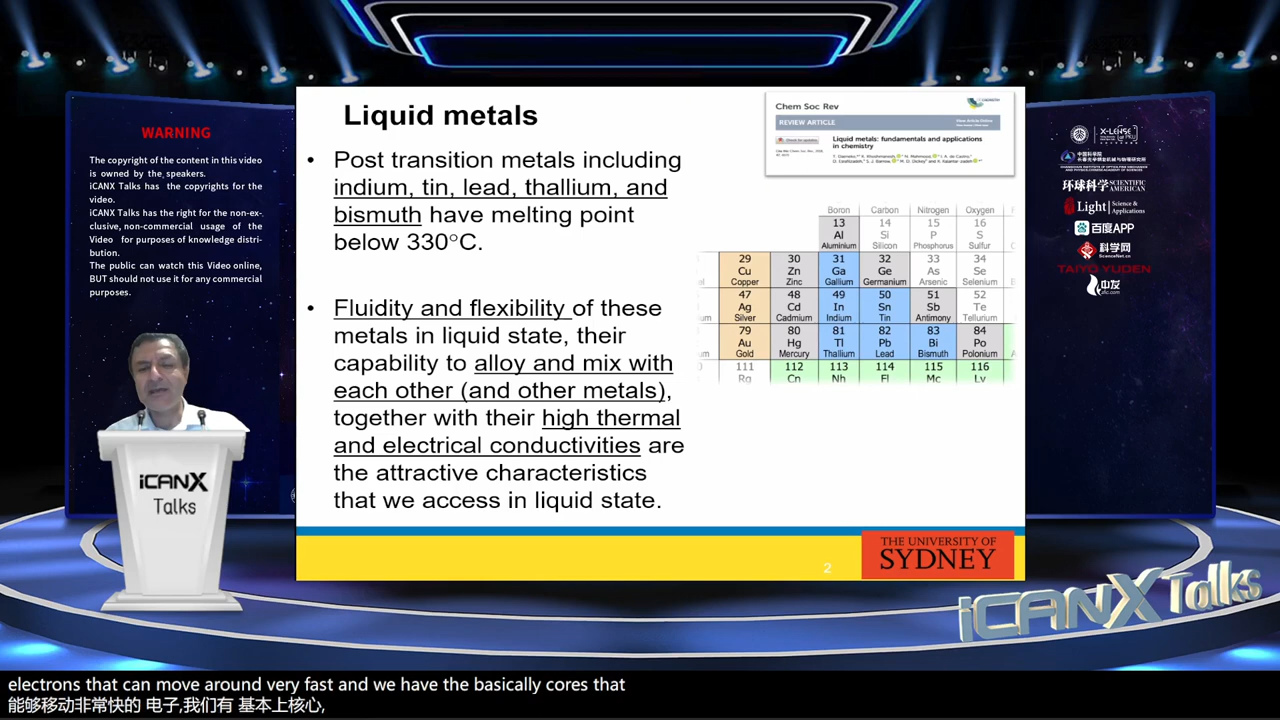 WARNING
The copyright of the content in this video
is owned by the speakers.
iCANX Talks has the copyrights for the
video.
iCANX Talks has the right for the non-ex-
clusive, non-commercial usage of the
Video for purposes of knowledge distri-
bution.
The public can watch this Video online,
BUT should not use it for any commercial
purposes.
iCANX
Talks
Liquid metals
• Post transition metals including
indium, tin, lead, thallium, and
bismuth have melting point
below 330°C.
• Fluidity and flexibility of these
metals in liquid state, their
capability to alloy and mix with
each other (and other metals),
together with their high thermal
and electrical conductivities are
the attractive characteristics
that we access in liquid state.
Chem Soc Rev
REVIEW ARTICLE
View Article Online
Liquid metals: fundamentals and applications
in chemistry
Boron Carbon Nitrogen Oxygen
13 14 15 16
Al Si P S
Aluminium Silicon Phosphorus Sulfur
29 30 31 32 33 34
Cu Zn Ga Ge As Se
Copper Zinc Gallium Germanium Arsenic Selenium
47 48 49 50 51 52
Ag Cd In Sn Sb Te
Silver Cadmium Indium Tin Antimony Tellurium
79 80 81 82 83 84
Au Hg Tl Pb Bi Po
Gold Mercury Thallium Lead Bismuth Polonium
111 112 113 114 115 116
Rg Cn Nh Fl Mc Lv
2
THE UNIVERSITY OF
SYDNEY
X-LENSE
中国科学院
环球科学 SCIENTIFIC AMERICAN
Light Science & Applications
百度APP
科学网
ScienceNet.cn
TAIYO YUDEN
中友
iCANX Talks
electrons that can move around very fast and we have the basically cores that
能够移动非常快的 电子,我们有 基本上核心,